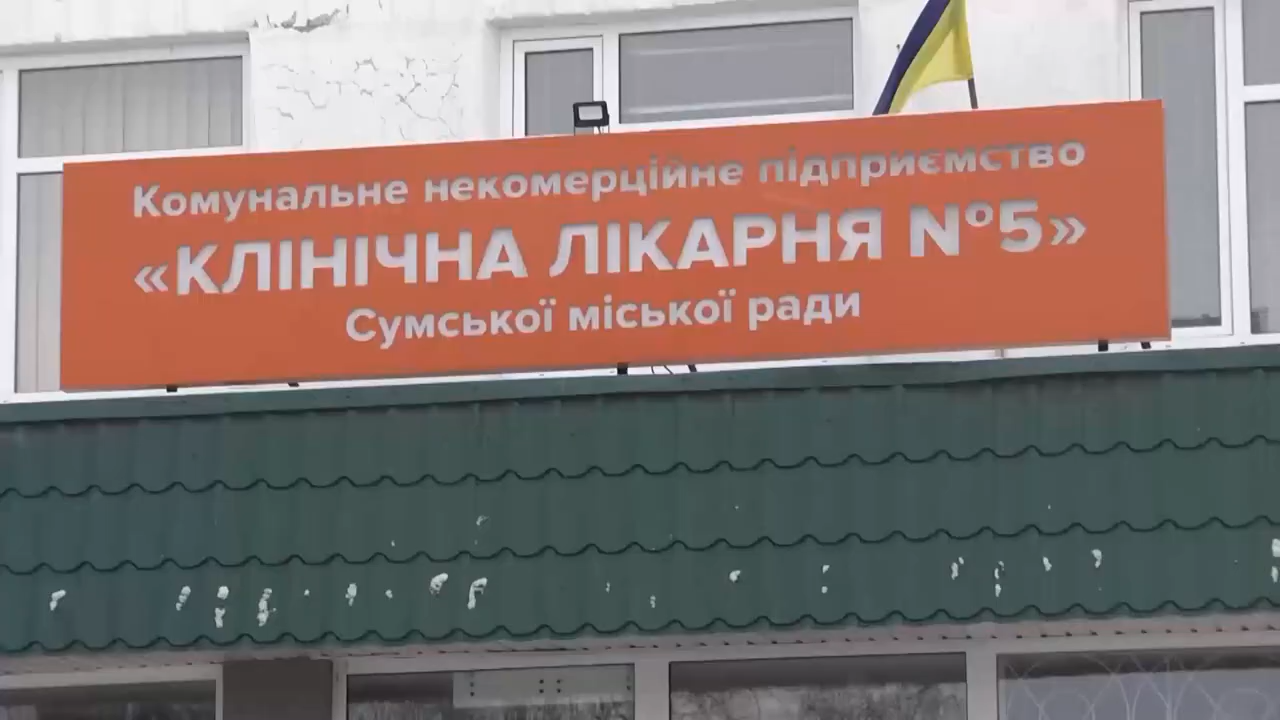 Комунальне некомерційне підприємство
«КЛІНІЧНА ЛІКАРНЯ №5»
Сумської міської ради